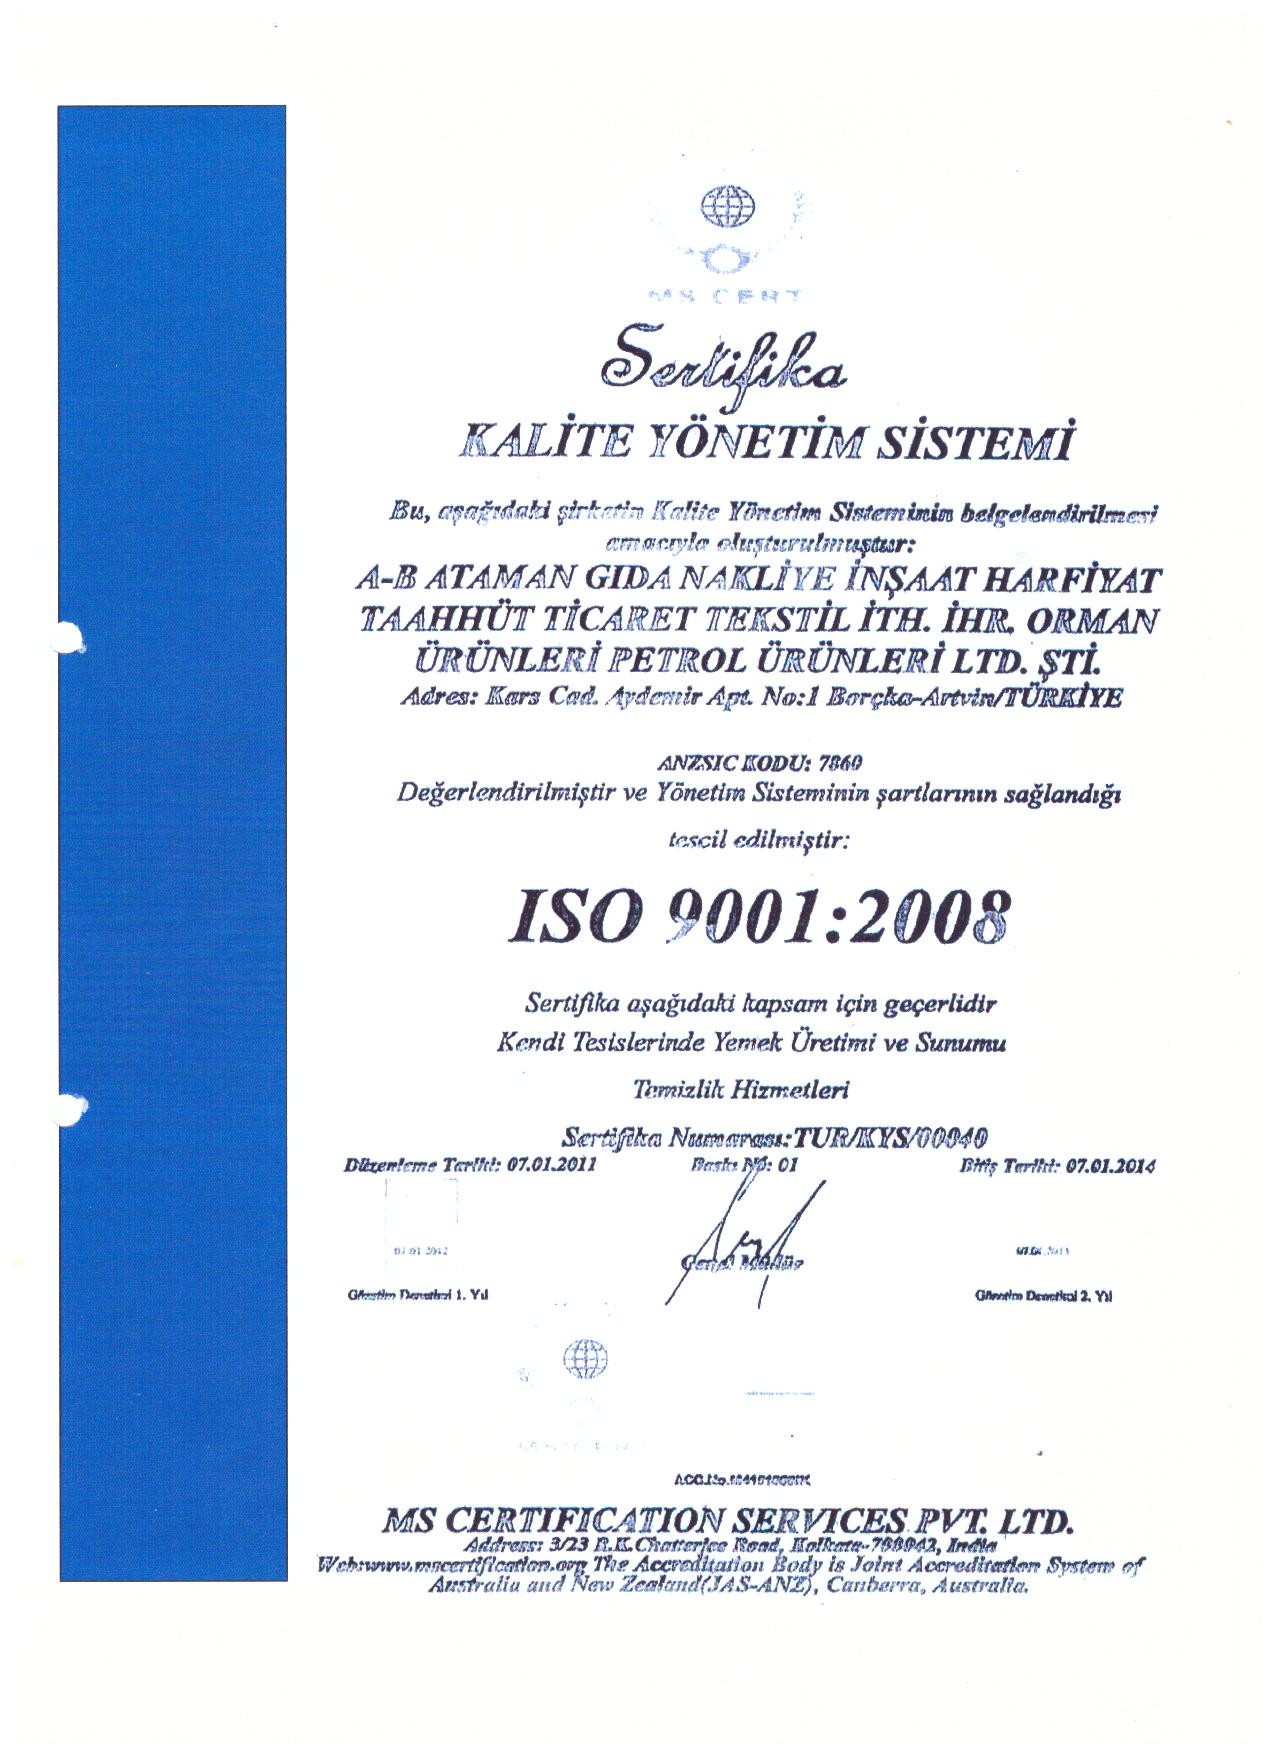 MS CERT
Sertifika
KALİTE YÖNETİM SİSTEMİ
Bu, aşağıdaki şirketin Kalite Yönetim Sisteminin belgelendirilmesi
amacıyla oluşturulmuştur:
A-B ATAMAN GIDA NAKLİYE İNŞAAT HARFİYAT
TAAHHÜT TİCARET TEKSTİL İTH. İHR. ORMAN
ÜRÜNLERİ PETROL ÜRÜNLERİ LTD. ŞTİ.
Adres: Kars Cad. Aydemir Apt. No:1 Borçka-Artvin/TÜRKİYE
ANZSIC KODU: 7860
Değerlendirilmiştir ve Yönetim Sisteminin şartlarının sağlandığı
tescil edilmiştir:
ISO 9001:2008
Sertifika aşağıdaki kapsam için geçerlidir
Kendi Tesislerinde Yemek Üretimi ve Sunumu
Temizlik Hizmetleri
Sertifika Numarası:TUR/KYS/00040
Düzenleme Tarihi: 07.01.2011 Baskı No: 01 Bitiş Tarihi: 07.01.2014
07 01 2012
Genel Müdür
Gözetim Denetimi 1. Yıl Gözetim Denetimi 2. Yıl
MS CERTIFICATION SERVICES PVT. LTD.
Address: 3/23 R.K. Chatterjee Road, Kolkata-700042, India
Web:www.mscertification.org The Accreditation Body is Joint Accreditation System of
Australia and New Zealand(JAS-ANZ), Canberra, Australia.